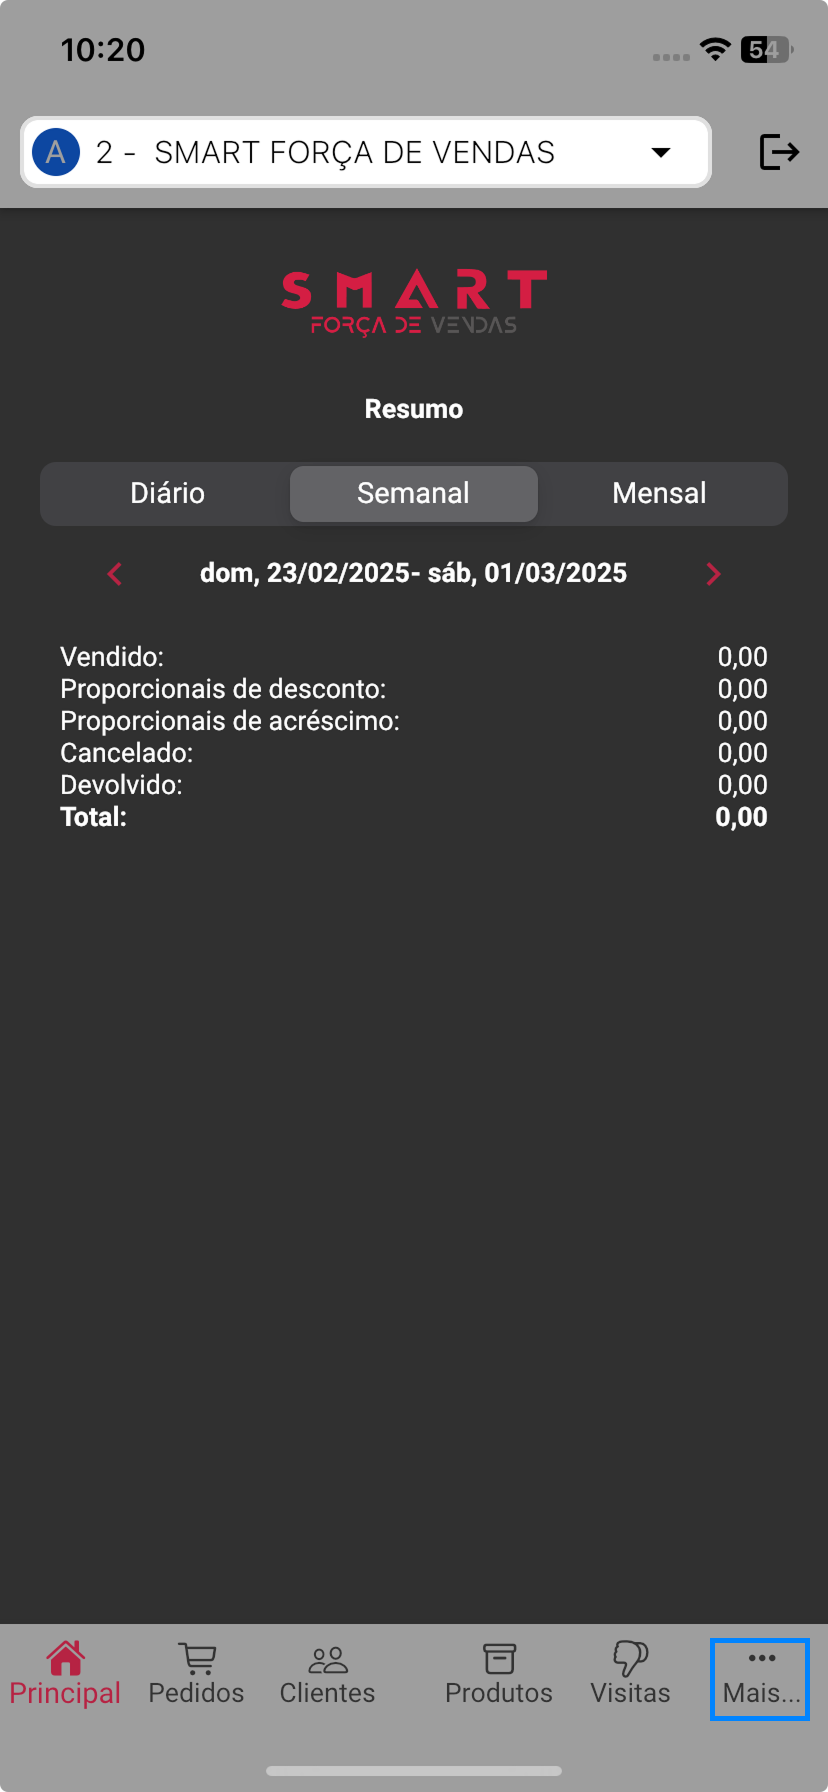 10:20
54
A 2 - SMART FORÇA DE VENDAS
SMART
FORÇA DE VENDAS
Resumo
Diário Semanal Mensal
dom, 23/02/2025- sáb, 01/03/2025
Vendido: 0,00
Proporcionais de desconto: 0,00
Proporcionais de acréscimo: 0,00
Cancelado: 0,00
Devolvido: 0,00
Total: 0,00
Principal Pedidos Clientes Produtos Visitas Mais...